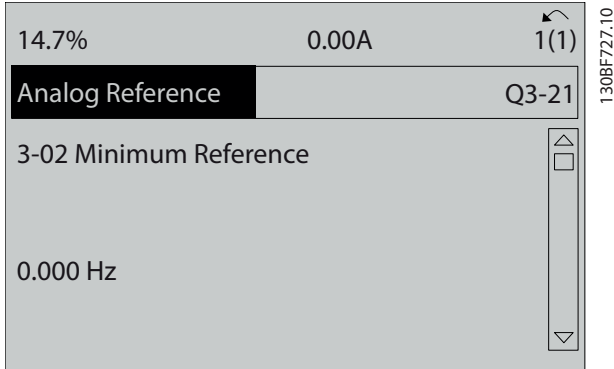 14.7% 0.00A 1(1)
Analog Reference Q3-21
3-02 Minimum Reference
0.000 Hz
130BF727.10